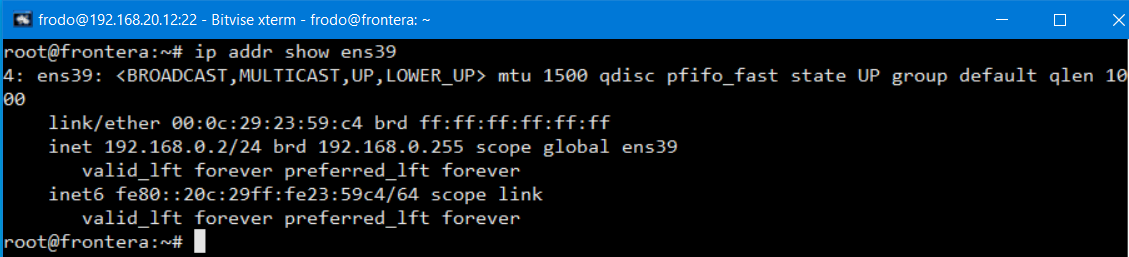 frodo@192.168.20.12:22 - Bitvise xterm - frodo@frontera: ~
root@frontera:~# ip addr show ens39
4: ens39: <BROADCAST,MULTICAST,UP,LOWER_UP> mtu 1500 qdisc pfifo_fast state UP group default qlen 10
00
    link/ether 00:0c:29:23:59:c4 brd ff:ff:ff:ff:ff:ff
    inet 192.168.0.2/24 brd 192.168.0.255 scope global ens39
       valid_lft forever preferred_lft forever
    inet6 fe80::20c:29ff:fe23:59c4/64 scope link
       valid_lft forever preferred_lft forever
root@frontera:~#